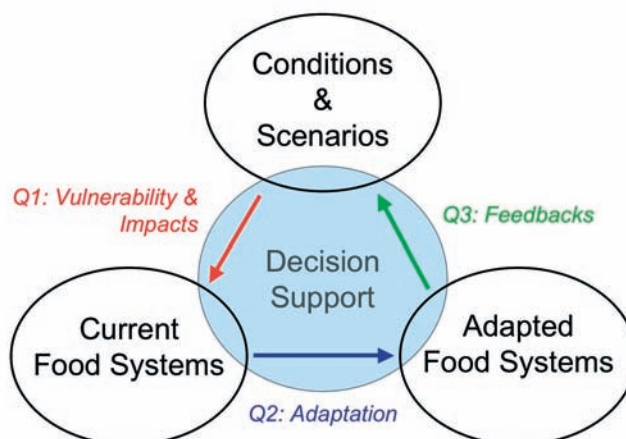 Conditions
&
Scenarios
Q1: Vulnerability &
Impacts
Q3: Feedbacks
Decision
Support
Current
Food Systems
Adapted
Food Systems
Q2: Adaptation